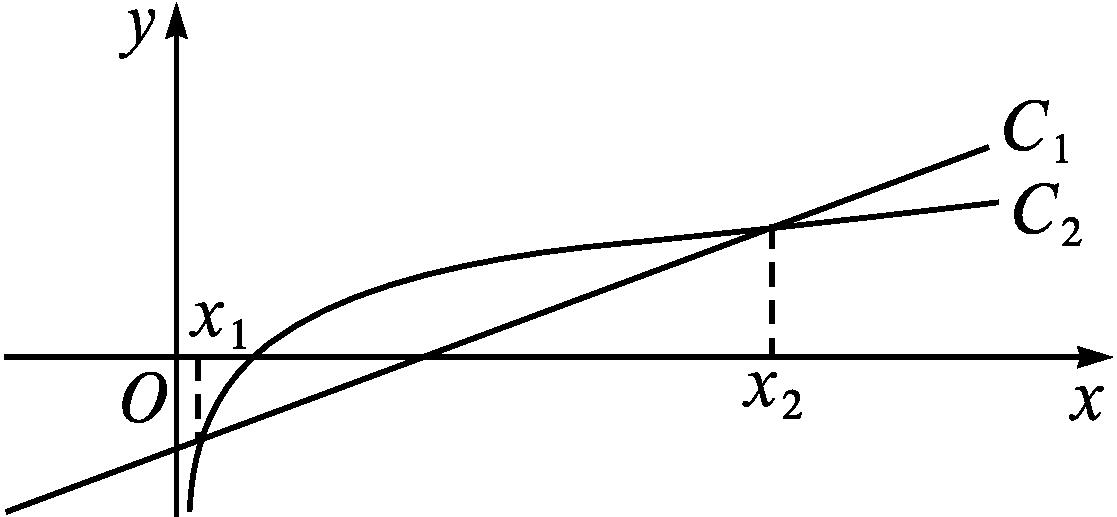 y
C₁
C₂
x₁
O
x₂
x